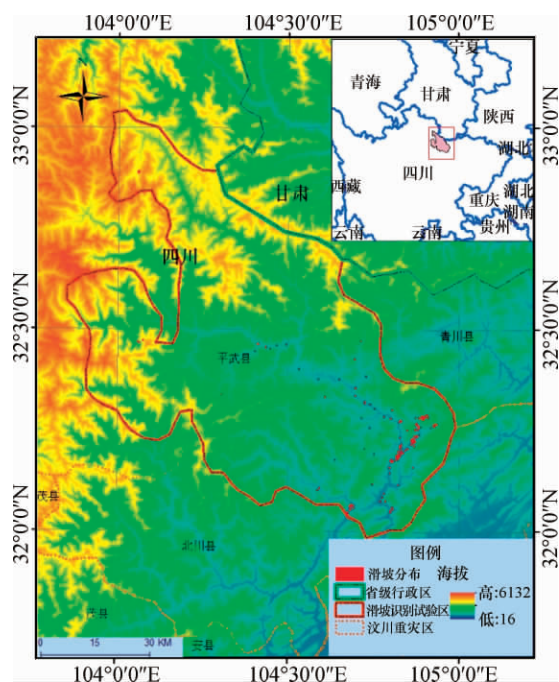 104°0′0″N 104°30′0″N 105°0′0″N
33°0′0″N
32°30′0″N
32°0′0″N
33°0′0″N
32°30′0″N
32°0′0″N
N
宁夏
青海
甘肃
陕西
湖北
四川
西藏
重庆
湖北
湖南
云南
云南
贵州
甘肃
四川
平武县
青川县
茂县
北川县
茂县
安县
图例
滑坡分布
省级行政区
滑坡识别试验区
汶川重灾区
海拔
高:6132
低:16
0 15 30 KM
104°0′0″E 104°30′0″E 105°0′0″E